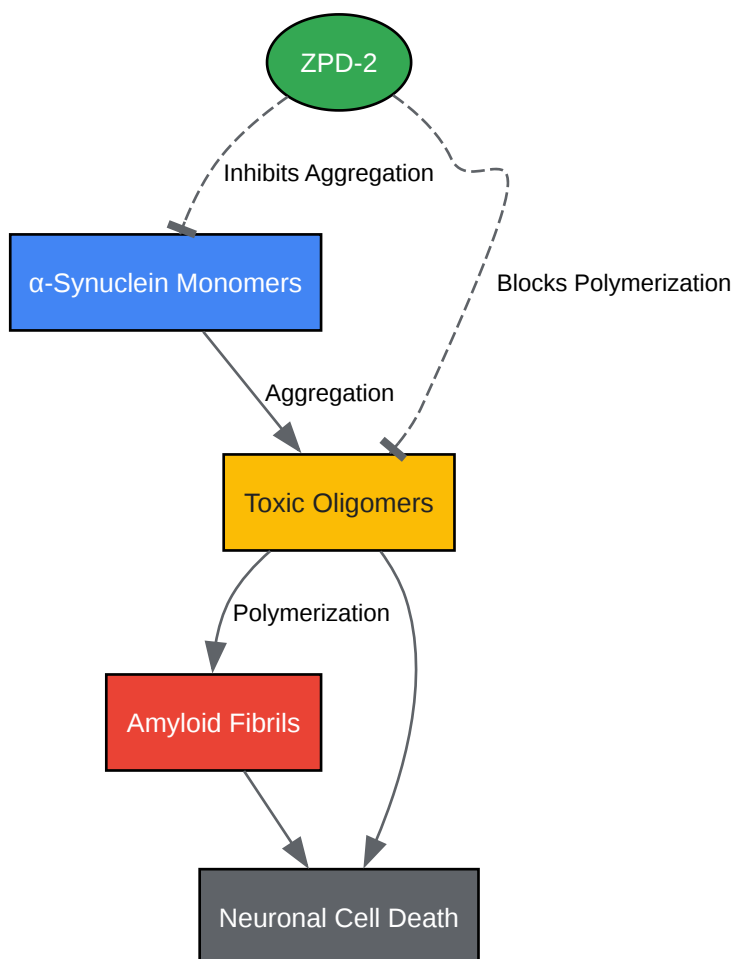 ZPD-2
Inhibits Aggregation
α-Synuclein Monomers
Blocks Polymerization
Aggregation
Toxic Oligomers
Polymerization
Amyloid Fibrils
Neuronal Cell Death